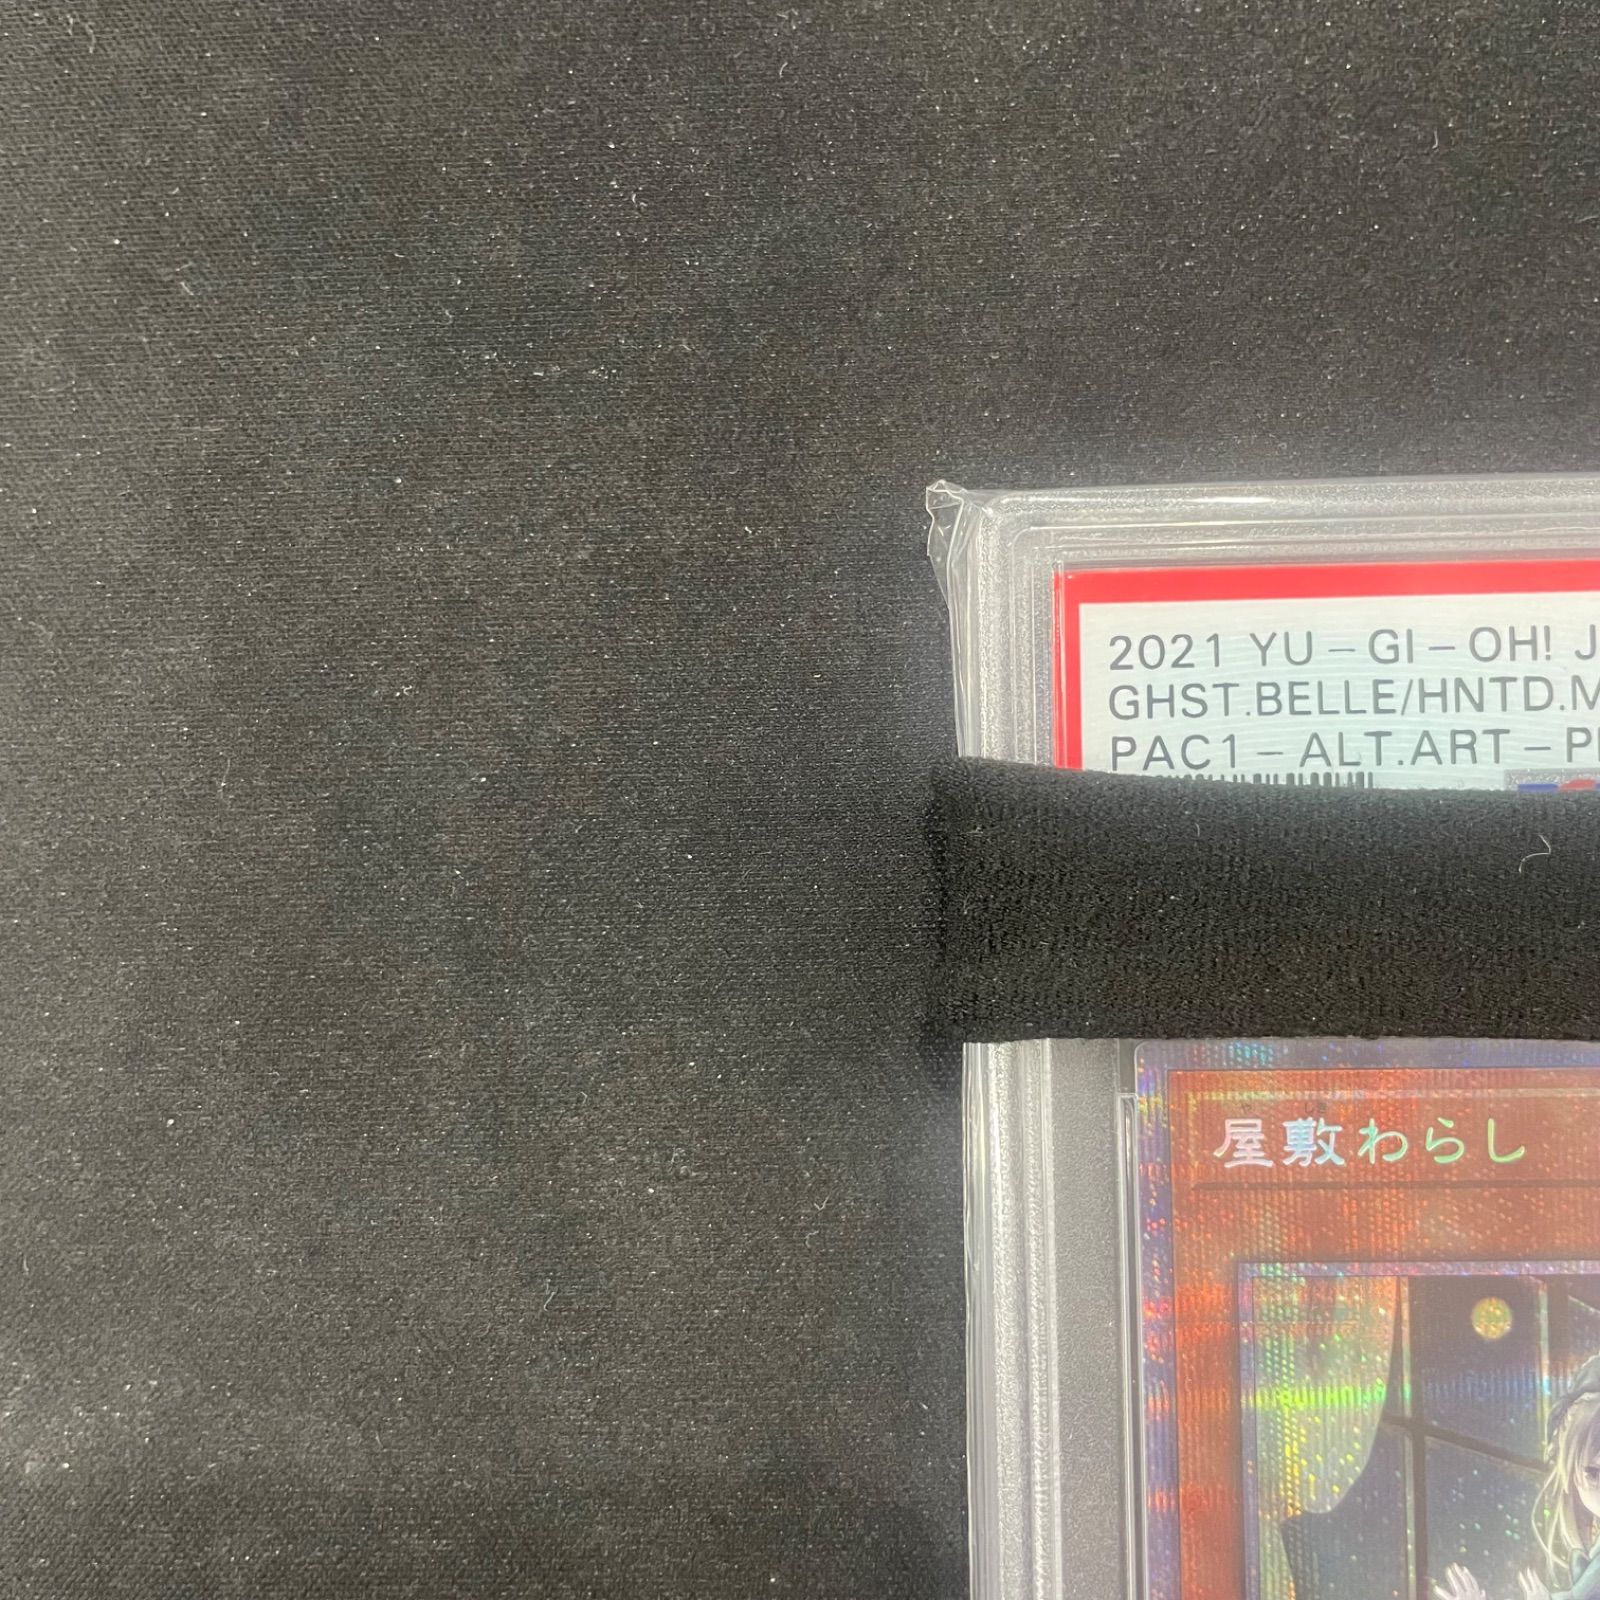 2021 YU-GI-OH! J
GHST.BELLE/HNTD.M
PAC1-ALT.ART-P
屋敷わらし